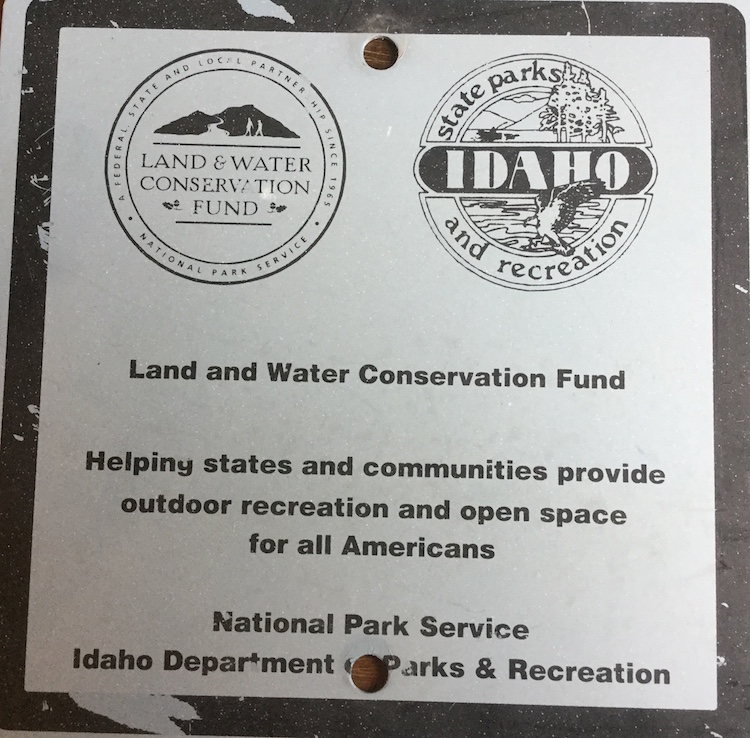 A FEDERAL, STATE AND LOCAL PARTNERSHIP SINCE 1965
LAND & WATER
CONSERVATION
FUND
NATIONAL PARK SERVICE
state parks
IDAHO
and recreation
Land and Water Conservation Fund
Helping states and communities provide
outdoor recreation and open space
for all Americans
National Park Service
Idaho Department of Parks & Recreation